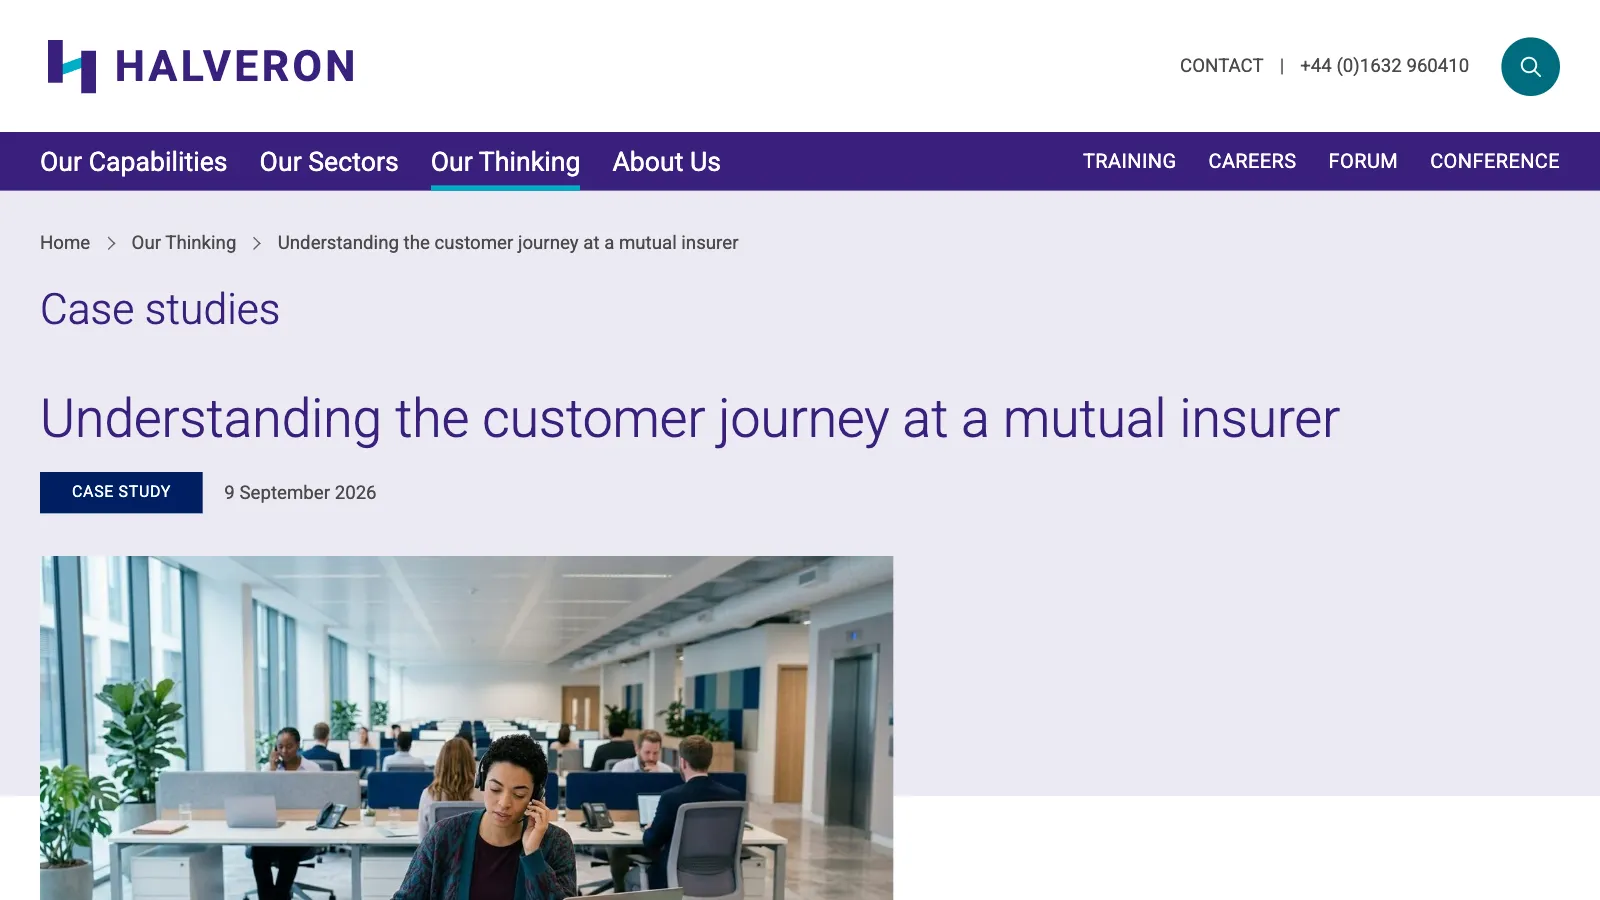 HALVERON
CONTACT | +44 (0)1632 960410
Our Capabilities Our Sectors Our Thinking About Us TRAINING CAREERS FORUM CONFERENCE
Home > Our Thinking > Understanding the customer journey at a mutual insurer
Case studies
Understanding the customer journey at a mutual insurer
CASE STUDY 9 September 2026